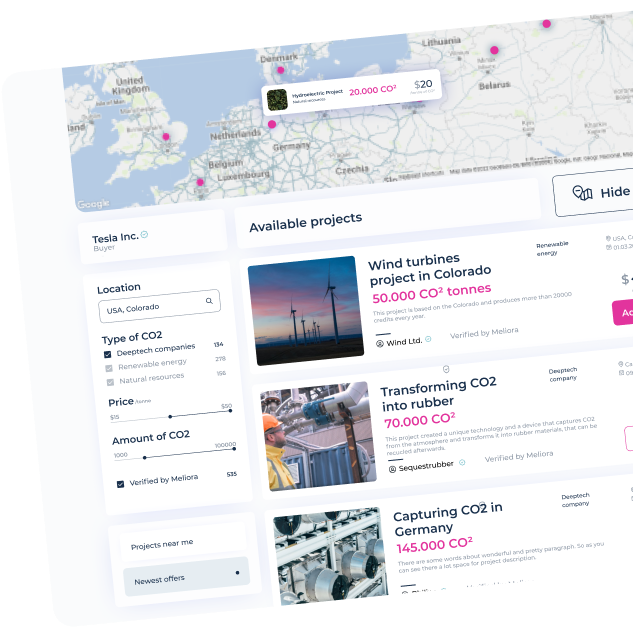 Denmark
Lithuania
United
Kingdom
Hydroelectric Project
Natural resources
20.000 CO²
$20
Vilnius
Belarus
Netherlands
Belgium
Germany
Luxembourg
Czechia
Google
Hide
Tesla Inc.
Buyer
Available projects
Location
USA, Colorado
Type of CO2
Deeptech companies 134
Renewable energy 278
Natural resources 156
Price /tonne
$15 $50
Amount of CO2
1000 100000
Verified by Meliora 535
Projects near me
Newest offers
Wind turbines
project in Colorado
50.000 CO² tonnes
This project is based on the Colorado and produces more than 20000
credits every year.
Wind Ltd.
Verified by Meliora
Renewable
energy
USA, C
01.03.2
$
Transforming CO2
into rubber
70.000 CO²
This project created a unique technology and a device that captures CO2
from the atmosphere and transforms it into rubber materials, that can be
recucled afterwards.
Sequestrubber
Verified by Meliora
Deeptech
company
Capturing CO2 in
Germany
145.000 CO²
There are some words about wonderful and pretty paragraph. So as you
can see there a lot space for project description.
Deeptech
company